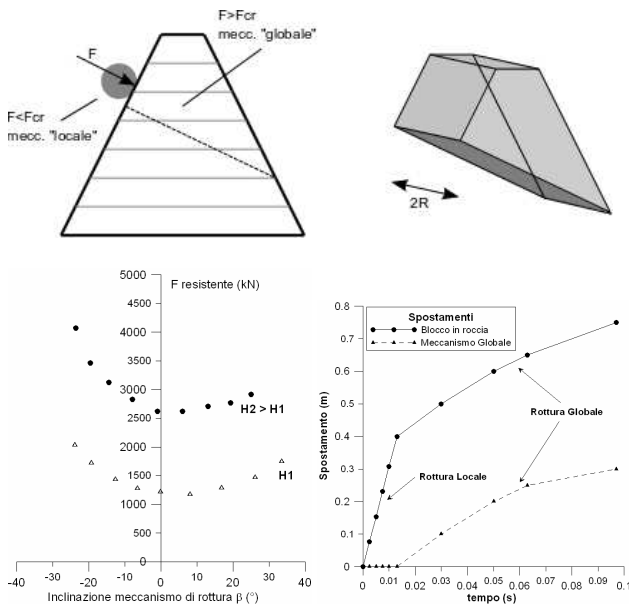 F>Fcr
mecc. "globale"
F
F<Fcr
mecc. "locale"
2R
5000
4500
4000
3500
3000
2500
2000
1500
1000
500
0
F resistente (kN)
H2 > H1
H1
-40
-30
-20
-10
0
10
20
30
40
Inclinazione meccanismo di rottura β (°)
0.8
0.7
0.6
0.5
0.4
0.3
0.2
0.1
0
Spostamento (m)
Spostamenti
Blocco in roccia
Meccanismo Globale
Rottura Globale
Rottura Locale
0
0.01
0.02
0.03
0.04
0.05
0.06
0.07
0.08
0.09
0.1
tempo (s)